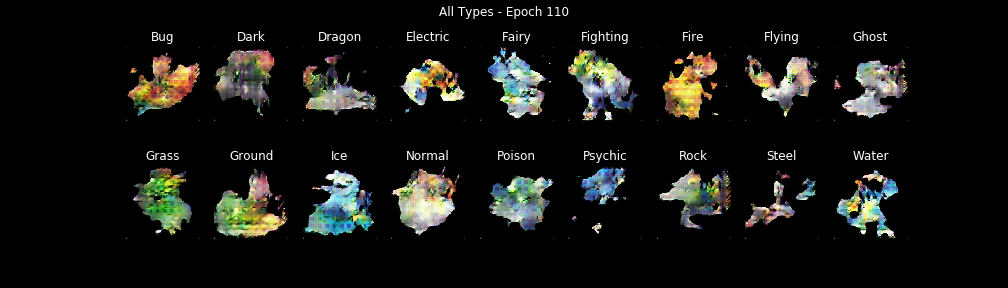 All Types - Epoch 110
Bug Dark Dragon Electric Fairy Fighting Fire Flying Ghost
Grass Ground Ice Normal Poison Psychic Rock Steel Water